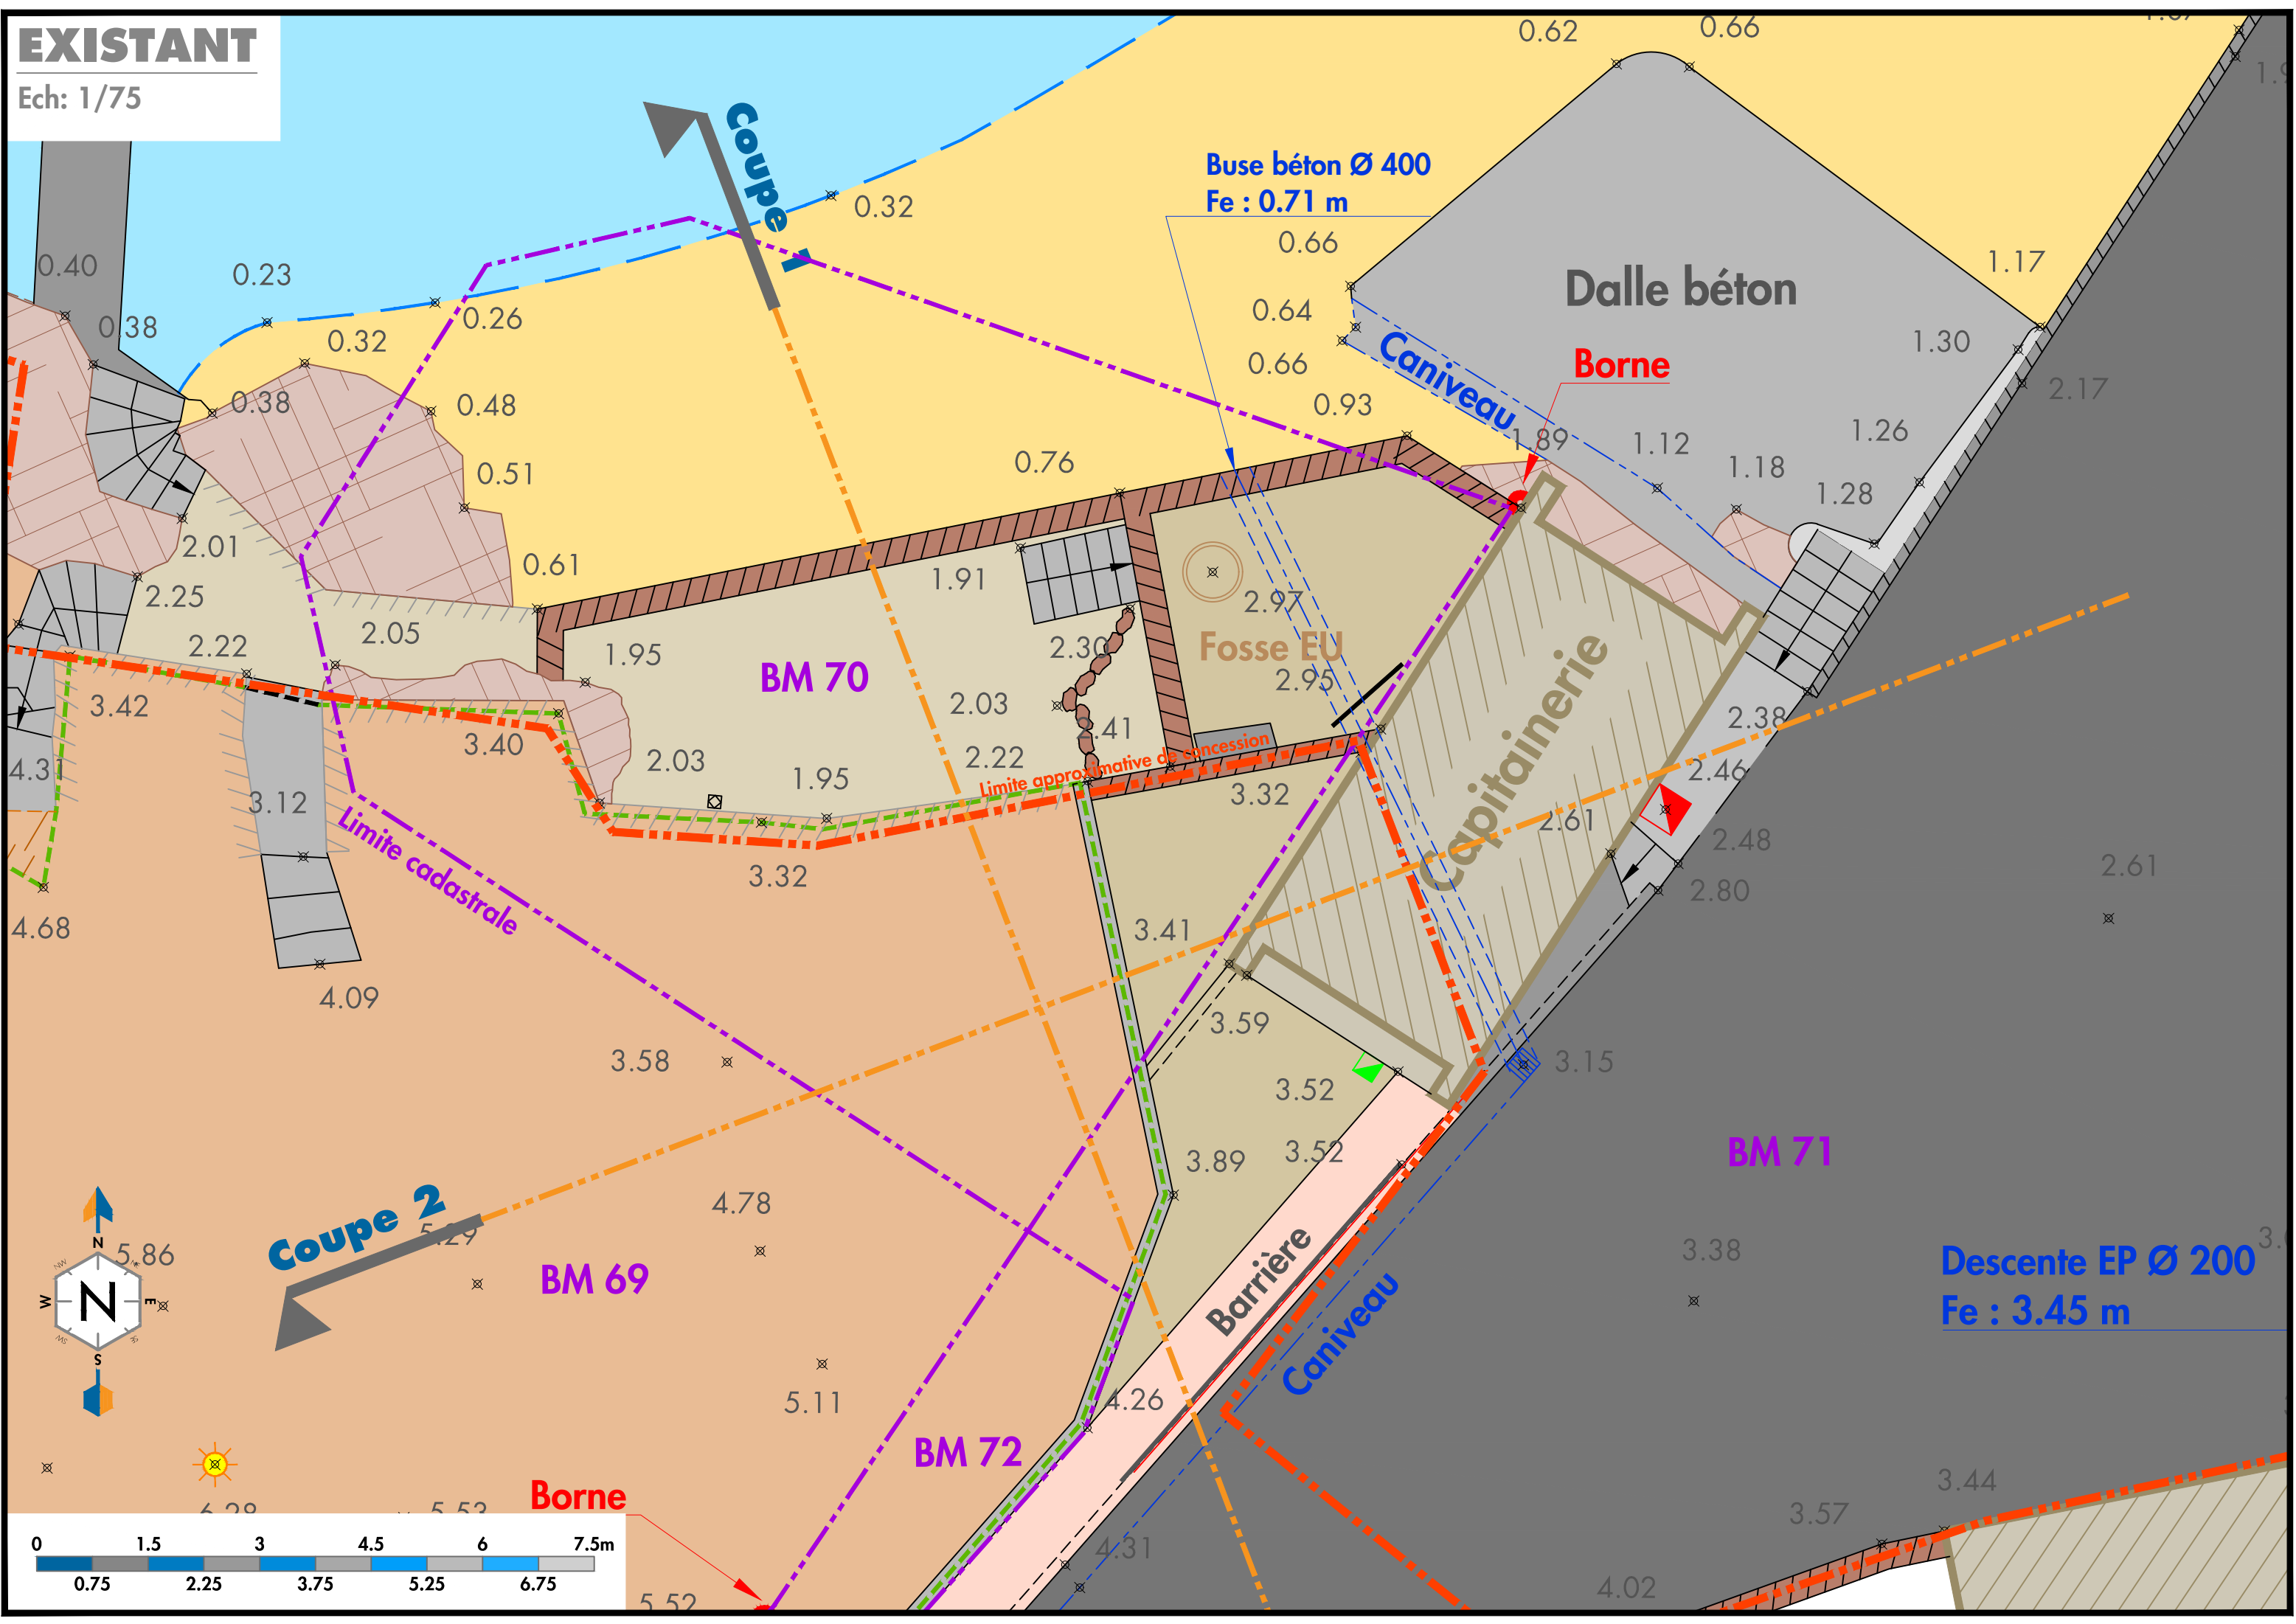 EXISTANT
Ech: 1/75
0.62
0.66
Coupe 1
0.32
Buse béton Ø 400
Fe : 0.71 m
0.66
0.64
0.66
0.93
Dalle béton
1.17
1.30
2.17
Caniveau
Borne
1.89
1.12
1.26
1.18
1.28
0.40
0.23
0.38
0.32
0.26
0.38
0.48
0.51
0.76
0.61
2.01
2.25
2.22
2.05
1.95
1.91
BM 70
2.30
2.97
Fosse EU
2.95
2.03
2.41
2.22
Limite approximative de concession
3.42
3.40
2.03
1.95
4.31
3.12
3.32
3.32
Limite cadastrale
Capitainerie
2.38
2.46
2.61
2.48
2.80
2.61
4.68
4.09
3.41
3.59
3.58
3.52
3.15
3.52
3.89
4.78
BM 71
Coupe 2
5.29
5.86
N
NW
W
N
E
SW
S
BM 69
Barrière
Caniveau
3.38
Descente EP Ø 200
Fe : 3.45 m
5.11
4.26
BM 72
Borne
3.44
3.57
4.31
4.02
6.28
5.53
5.52
0 1.5 3 4.5 6 7.5m
0.75 2.25 3.75 5.25 6.75